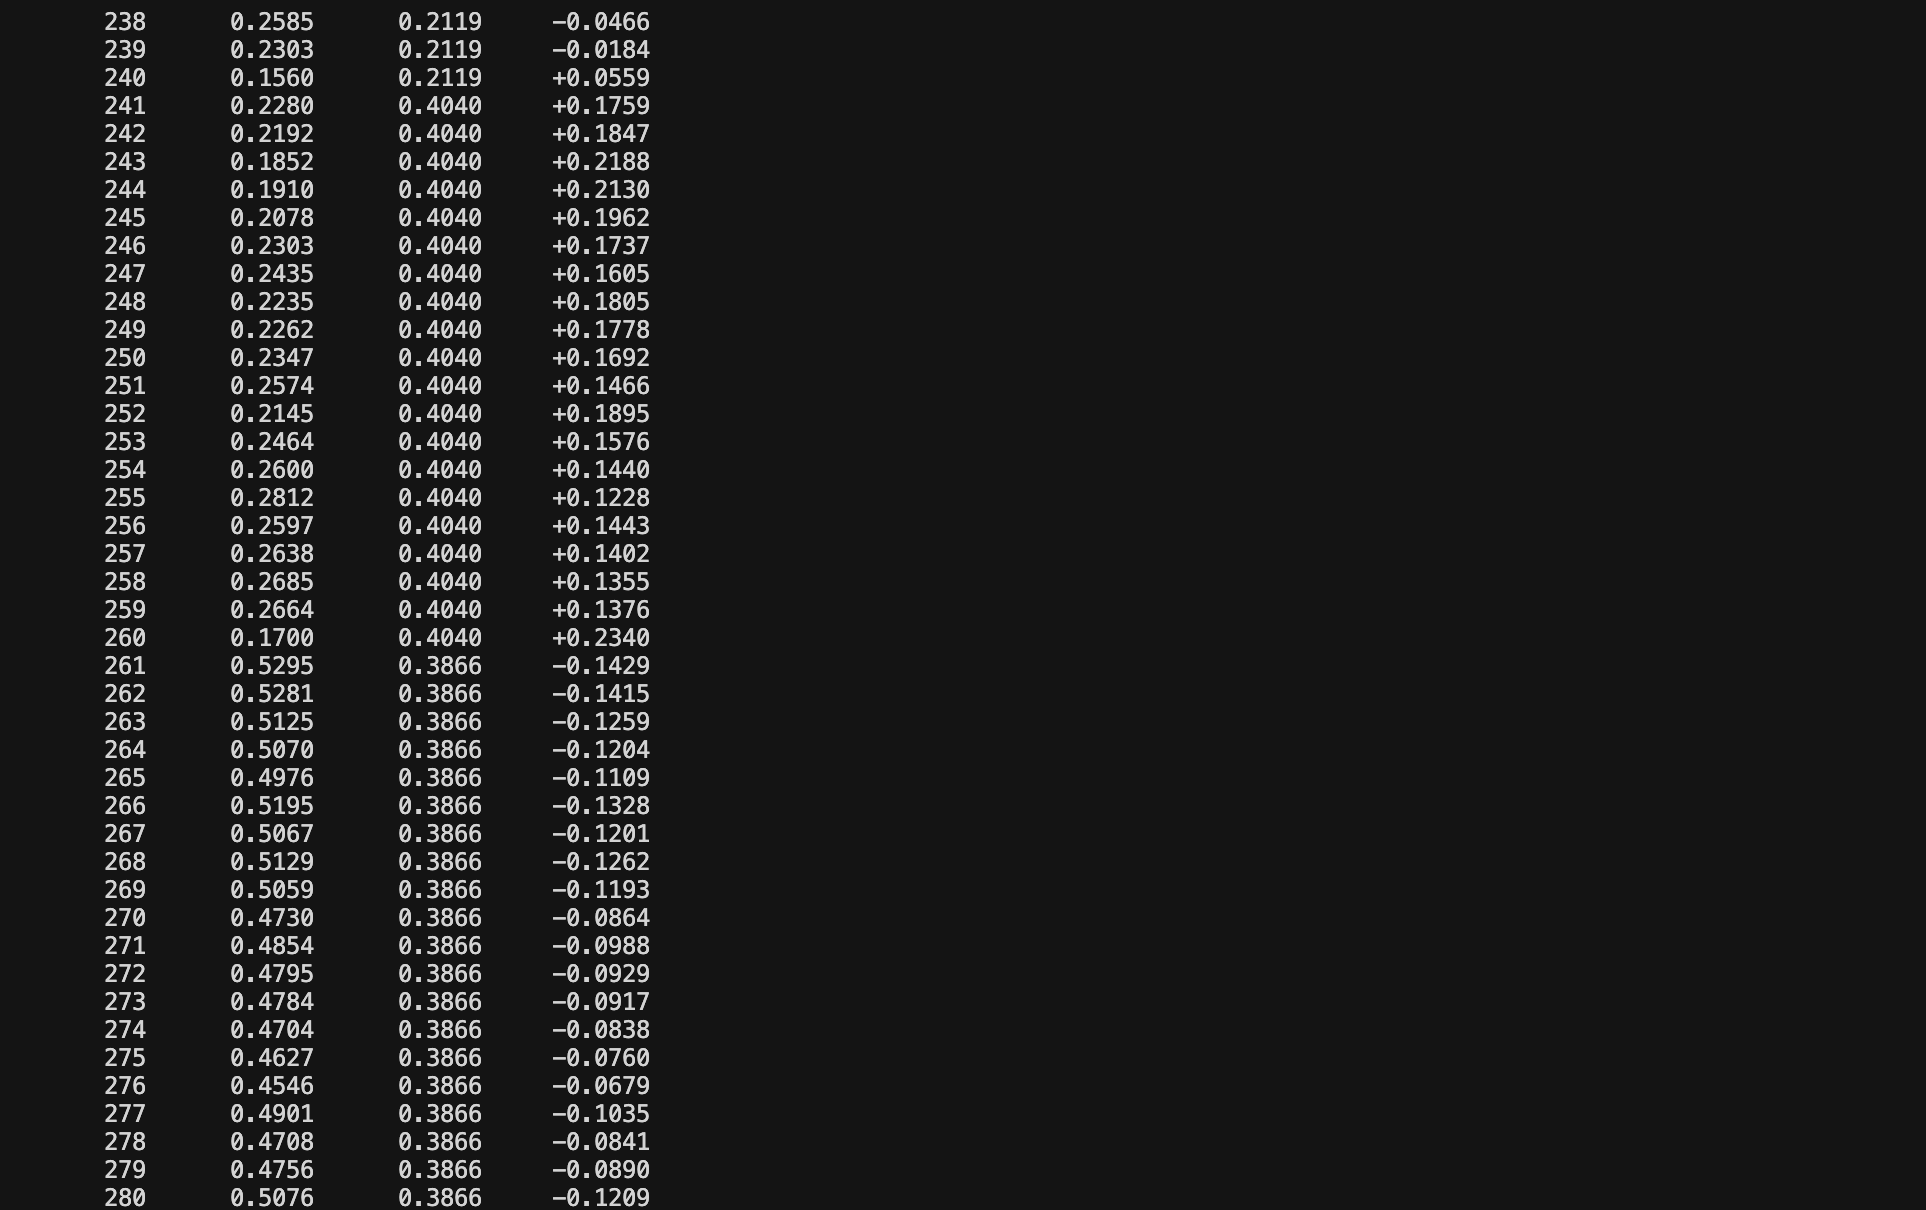 238 0.2585 0.2119 −0.0466
239 0.2303 0.2119 −0.0184
240 0.1560 0.2119 +0.0559
241 0.2280 0.4040 +0.1759
242 0.2192 0.4040 +0.1847
243 0.1852 0.4040 +0.2188
244 0.1910 0.4040 +0.2130
245 0.2078 0.4040 +0.1962
246 0.2303 0.4040 +0.1737
247 0.2435 0.4040 +0.1605
248 0.2235 0.4040 +0.1805
249 0.2262 0.4040 +0.1778
250 0.2347 0.4040 +0.1692
251 0.2574 0.4040 +0.1466
252 0.2145 0.4040 +0.1895
253 0.2464 0.4040 +0.1576
254 0.2600 0.4040 +0.1440
255 0.2812 0.4040 +0.1228
256 0.2597 0.4040 +0.1443
257 0.2638 0.4040 +0.1402
258 0.2685 0.4040 +0.1355
259 0.2664 0.4040 +0.1376
260 0.1700 0.4040 +0.2340
261 0.5295 0.3866 −0.1429
262 0.5281 0.3866 −0.1415
263 0.5125 0.3866 −0.1259
264 0.5070 0.3866 −0.1204
265 0.4976 0.3866 −0.1109
266 0.5195 0.3866 −0.1328
267 0.5067 0.3866 −0.1201
268 0.5129 0.3866 −0.1262
269 0.5059 0.3866 −0.1193
270 0.4730 0.3866 −0.0864
271 0.4854 0.3866 −0.0988
272 0.4795 0.3866 −0.0929
273 0.4784 0.3866 −0.0917
274 0.4704 0.3866 −0.0838
275 0.4627 0.3866 −0.0760
276 0.4546 0.3866 −0.0679
277 0.4901 0.3866 −0.1035
278 0.4708 0.3866 −0.0841
279 0.4756 0.3866 −0.0890
280 0.5076 0.3866 −0.1209